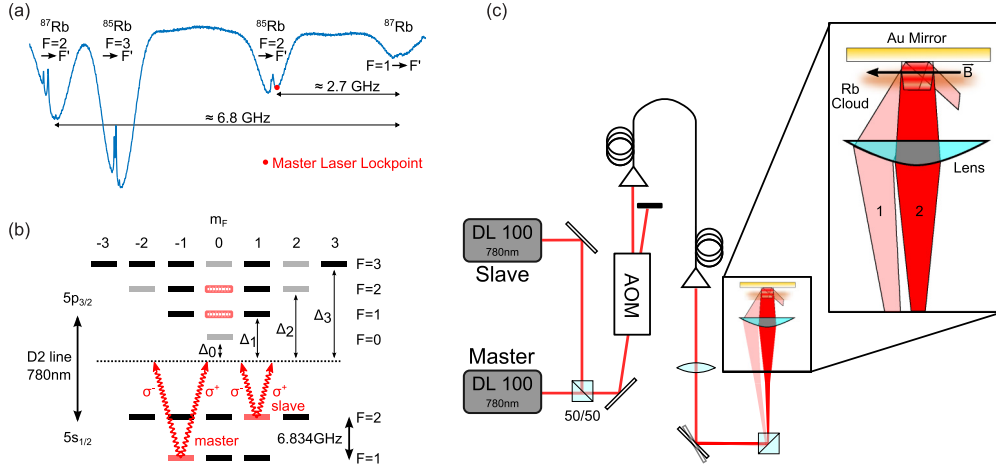 (a)
⁸⁷Rb
F=2
→ F'
⁸⁵Rb
F=3
→ F'
⁸⁵Rb
F=2
→ F'
⁸⁷Rb
F=1 → F'
≈ 2.7 GHz
≈ 6.8 GHz
• Master Laser Lockpoint
(b)
m_F
-3 -2 -1 0 1 2 3
F=3
F=2
F=1
F=0
5p₃/₂
Δ₀
Δ₁
Δ₂
Δ₃
D2 line
780nm
σ⁻ σ⁺ σ⁻ σ⁺
slave
F=2
5s₁/₂
master
6.834GHz
F=1
(c)
DL 100
780nm
Slave
Master
DL 100
780nm
50/50
AOM
Au Mirror
B
Rb
Cloud
Lens
1 2